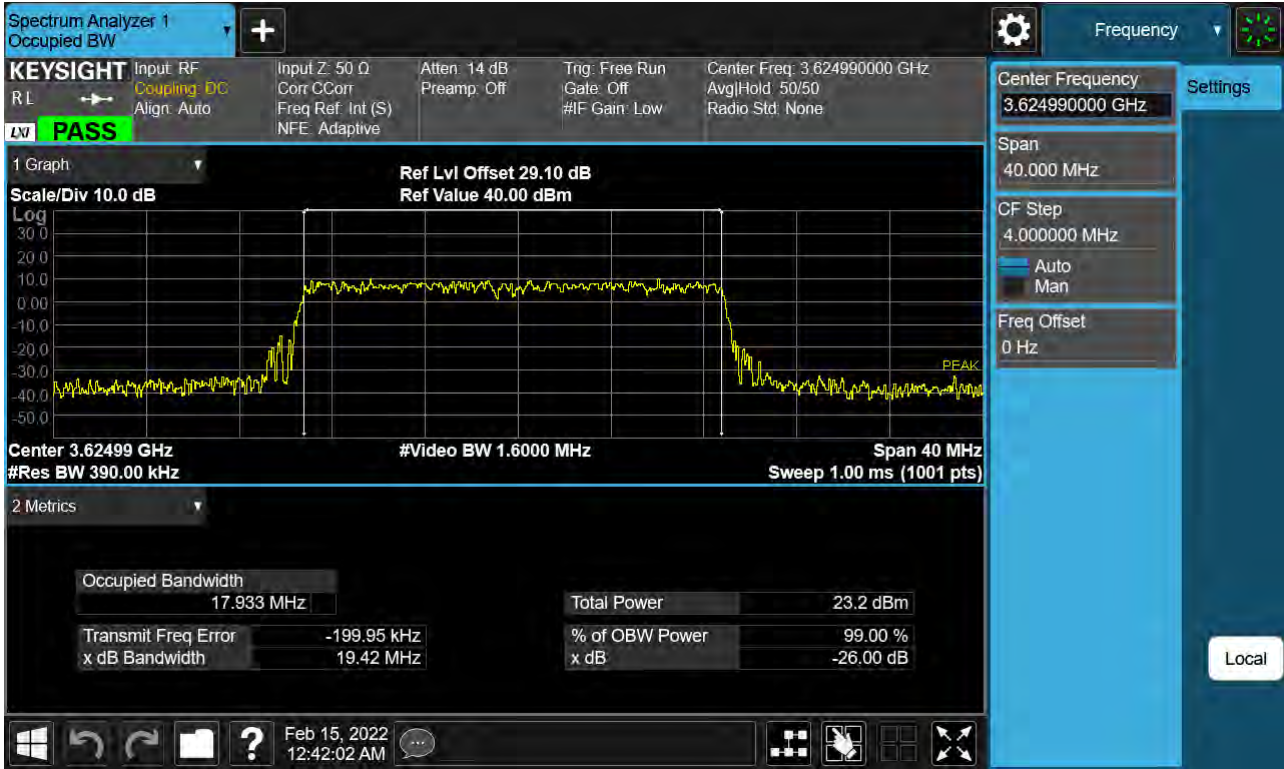 Spectrum Analyzer 1
Occupied BW
Frequency
KEYSIGHT
RL
LXI
PASS
Input: RF
Coupling: DC
Align: Auto
Input Z: 50 Ω
Corr CCorr
Freq Ref: Int (S)
NFE: Adaptive
Atten: 14 dB
Preamp: Off
Trig: Free Run
Gate: Off
#IF Gain: Low
Center Freq: 3.624990000 GHz
Avg|Hold: 50/50
Radio Std: None
Center Frequency
3.624990000 GHz
Settings
Span
40.000 MHz
CF Step
4.000000 MHz
Auto
Man
Freq Offset
0 Hz
Local
1 Graph
Scale/Div 10.0 dB
Ref Lvl Offset 29.10 dB
Ref Value 40.00 dBm
Log
30.0
20.0
10.0
0.00
-10.0
-20.0
-30.0
-40.0
-50.0
PEAK
Center 3.62499 GHz
#Video BW 1.6000 MHz
Span 40 MHz
#Res BW 390.00 kHz
Sweep 1.00 ms (1001 pts)
2 Metrics
Occupied Bandwidth
17.933 MHz
Total Power 23.2 dBm
Transmit Freq Error -199.95 kHz
% of OBW Power 99.00 %
x dB Bandwidth 19.42 MHz
x dB -26.00 dB
?
Feb 15, 2022
12:42:02 AM